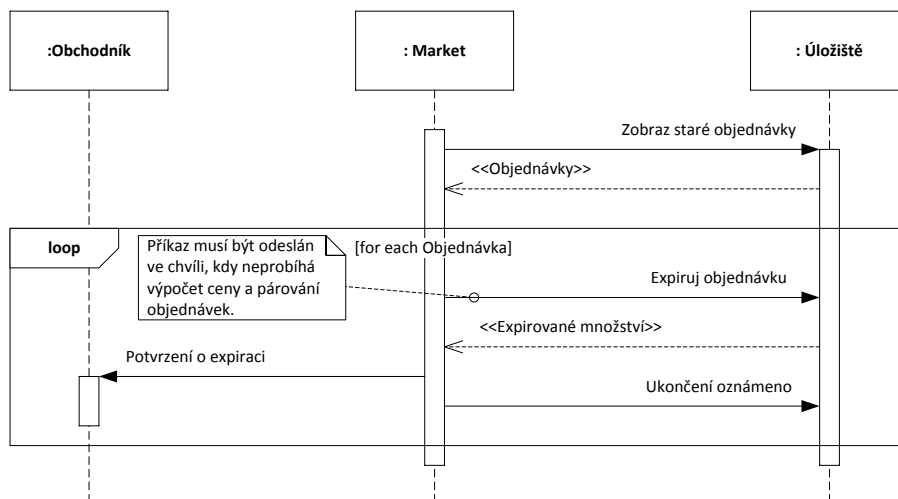 :Obchodník
: Market
: Úložiště
Zobraz staré objednávky
<<Objednávky>>
loop
[for each Objednávka]
Příkaz musí být odeslán
ve chvíli, kdy neprobíhá
výpočet ceny a párování
objednávek.
Expiruj objednávku
<<Expirované množství>>
Potvrzení o expiraci
Ukončení oznámeno